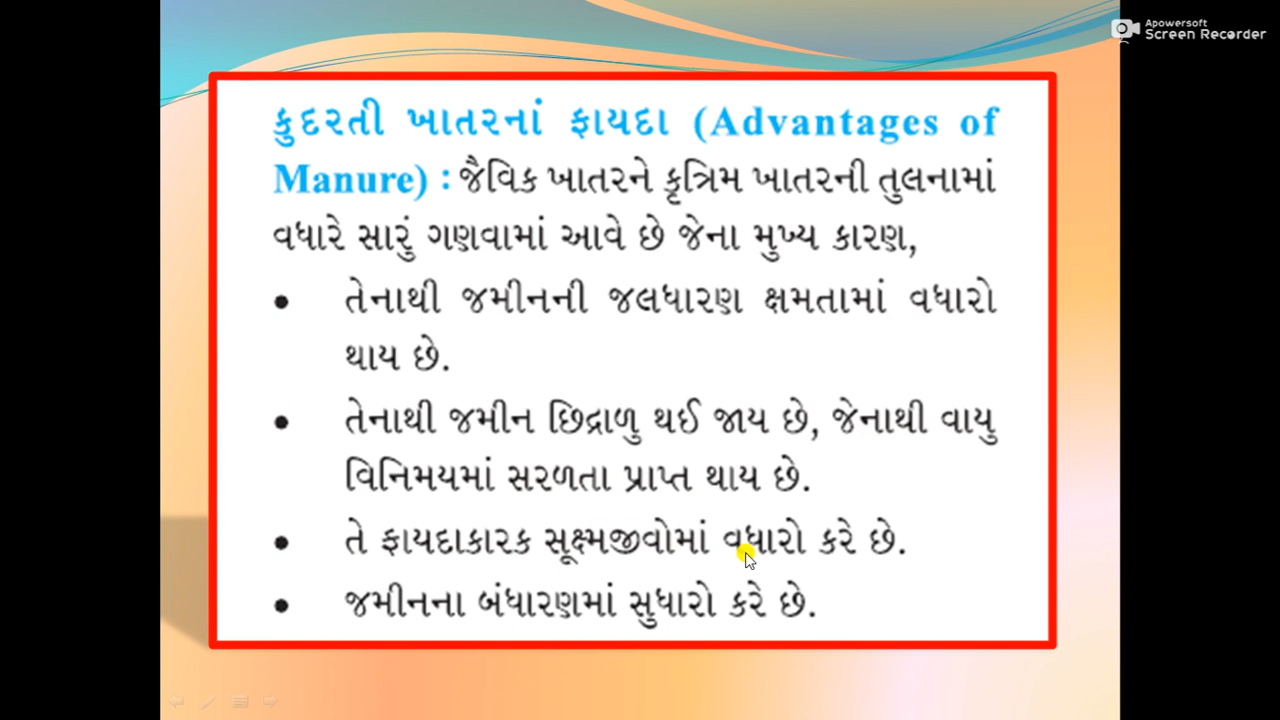 Apowersoft
Screen Recorder
કુદરતી ખાતરનાં ફાયદા (Advantages of
Manure) : જૈવિક ખાતરને કૃત્રિમ ખાતરની તુલનામાં
વધારે સારું ગણવામાં આવે છે જેના મુખ્ય કારણ,
• તેનાથી જમીનની જલધારણ ક્ષમતામાં વધારો
થાય છે.
• તેનાથી જમીન છિદ્રાળુ થઈ જાય છે, જેનાથી વાયુ
વિનિમયમાં સરળતા પ્રાપ્ત થાય છે.
• તે ફાયદાકારક સૂક્ષ્મજીવોમાં વધારો કરે છે.
• જમીનના બંધારણમાં સુધારો કરે છે.